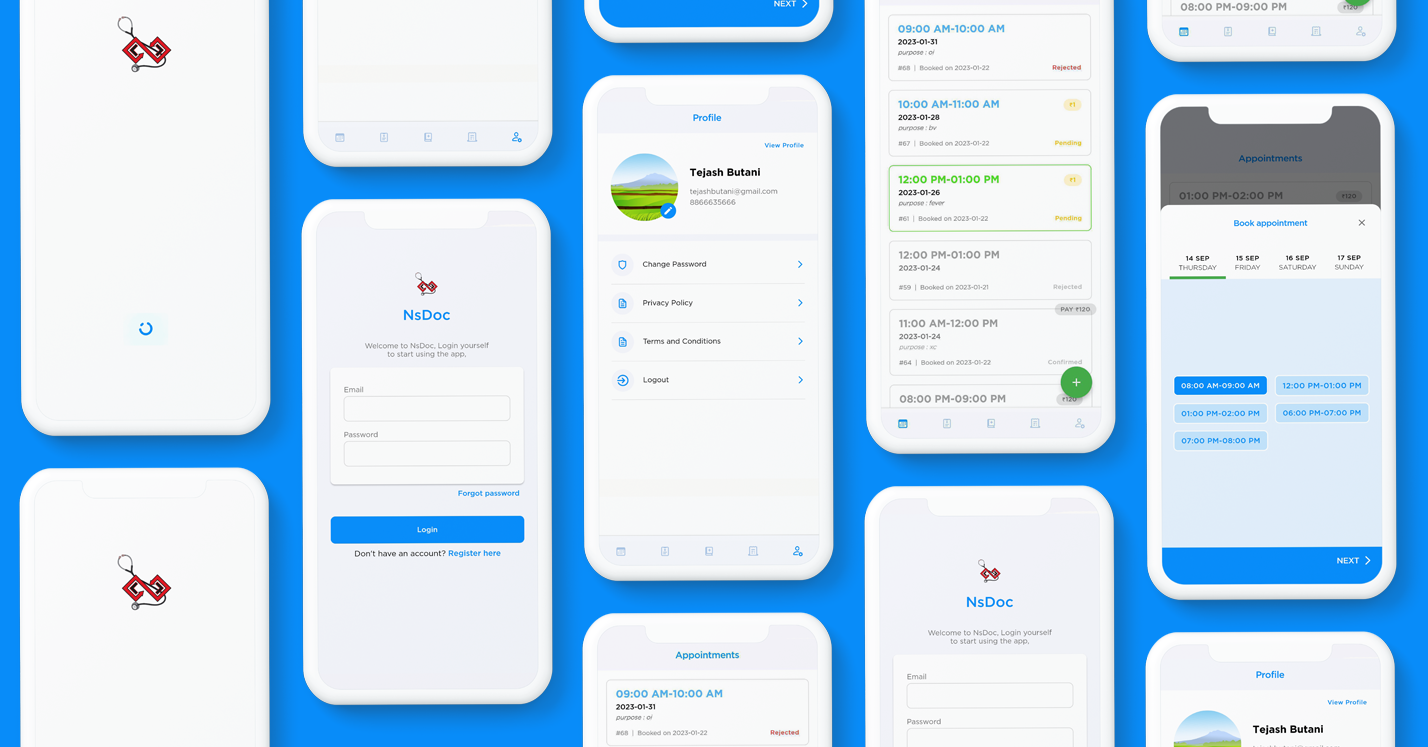 Email
Password
Forgot password
Login
Don't have an account? Register here
NsDoc
Welcome to NsDoc, Login yourself
to start using the app.
NEXT
Profile
View Profile
Tejash Butani
tejashbutani@gmail.com
8866635666
Change Password
Privacy Policy
Terms and Conditions
Logout
Appointments
09:00 AM-10:00 AM
2023-01-31
purpose : oi
#68 | Booked on 2023-01-22
Rejected
09:00 AM-10:00 AM
2023-01-31
purpose : oi
#68 | Booked on 2023-01-22
Rejected
10:00 AM-11:00 AM
₹1
2023-01-28
purpose : bv
#67 | Booked on 2023-01-22
Pending
12:00 PM-01:00 PM
₹1
2023-01-26
purpose : fever
#61 | Booked on 2023-01-22
Pending
12:00 PM-01:00 PM
2023-01-24
#59 | Booked on 2023-01-21
Rejected
PAY ₹120
11:00 AM-12:00 PM
2023-01-24
purpose : xc
#64 | Booked on 2023-01-22
Confirmed
08:00 PM-09:00 PM
₹120
NsDoc
Welcome to NsDoc, Login yourself
to start using the app.
Email
Password
08:00 PM-09:00 PM
₹120
Appointments
01:00 PM-02:00 PM
₹120
Book appointment
14 SEP
THURSDAY
15 SEP
FRIDAY
16 SEP
SATURDAY
17 SEP
SUNDAY
08:00 AM-09:00 AM
12:00 PM-01:00 PM
01:00 PM-02:00 PM
06:00 PM-07:00 PM
07:00 PM-08:00 PM
NEXT
Profile
View Profile
Tejash Butani